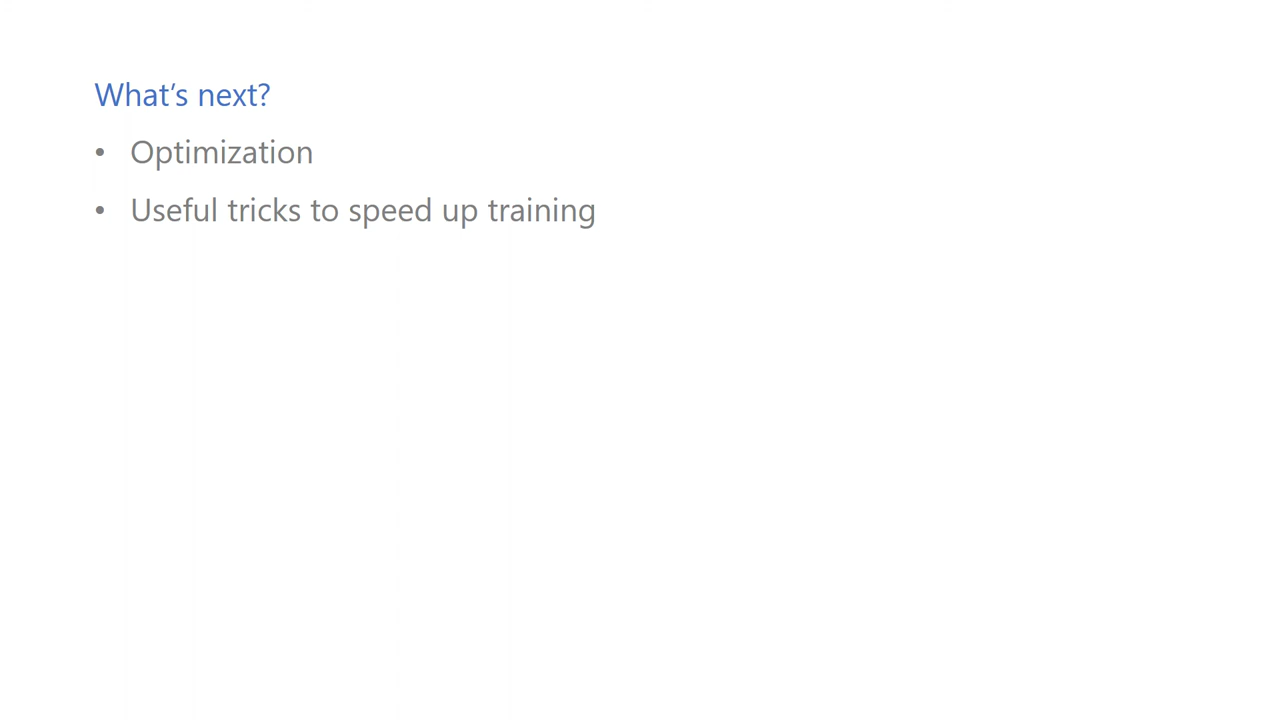 What’s next?
• Optimization
• Useful tricks to speed up training